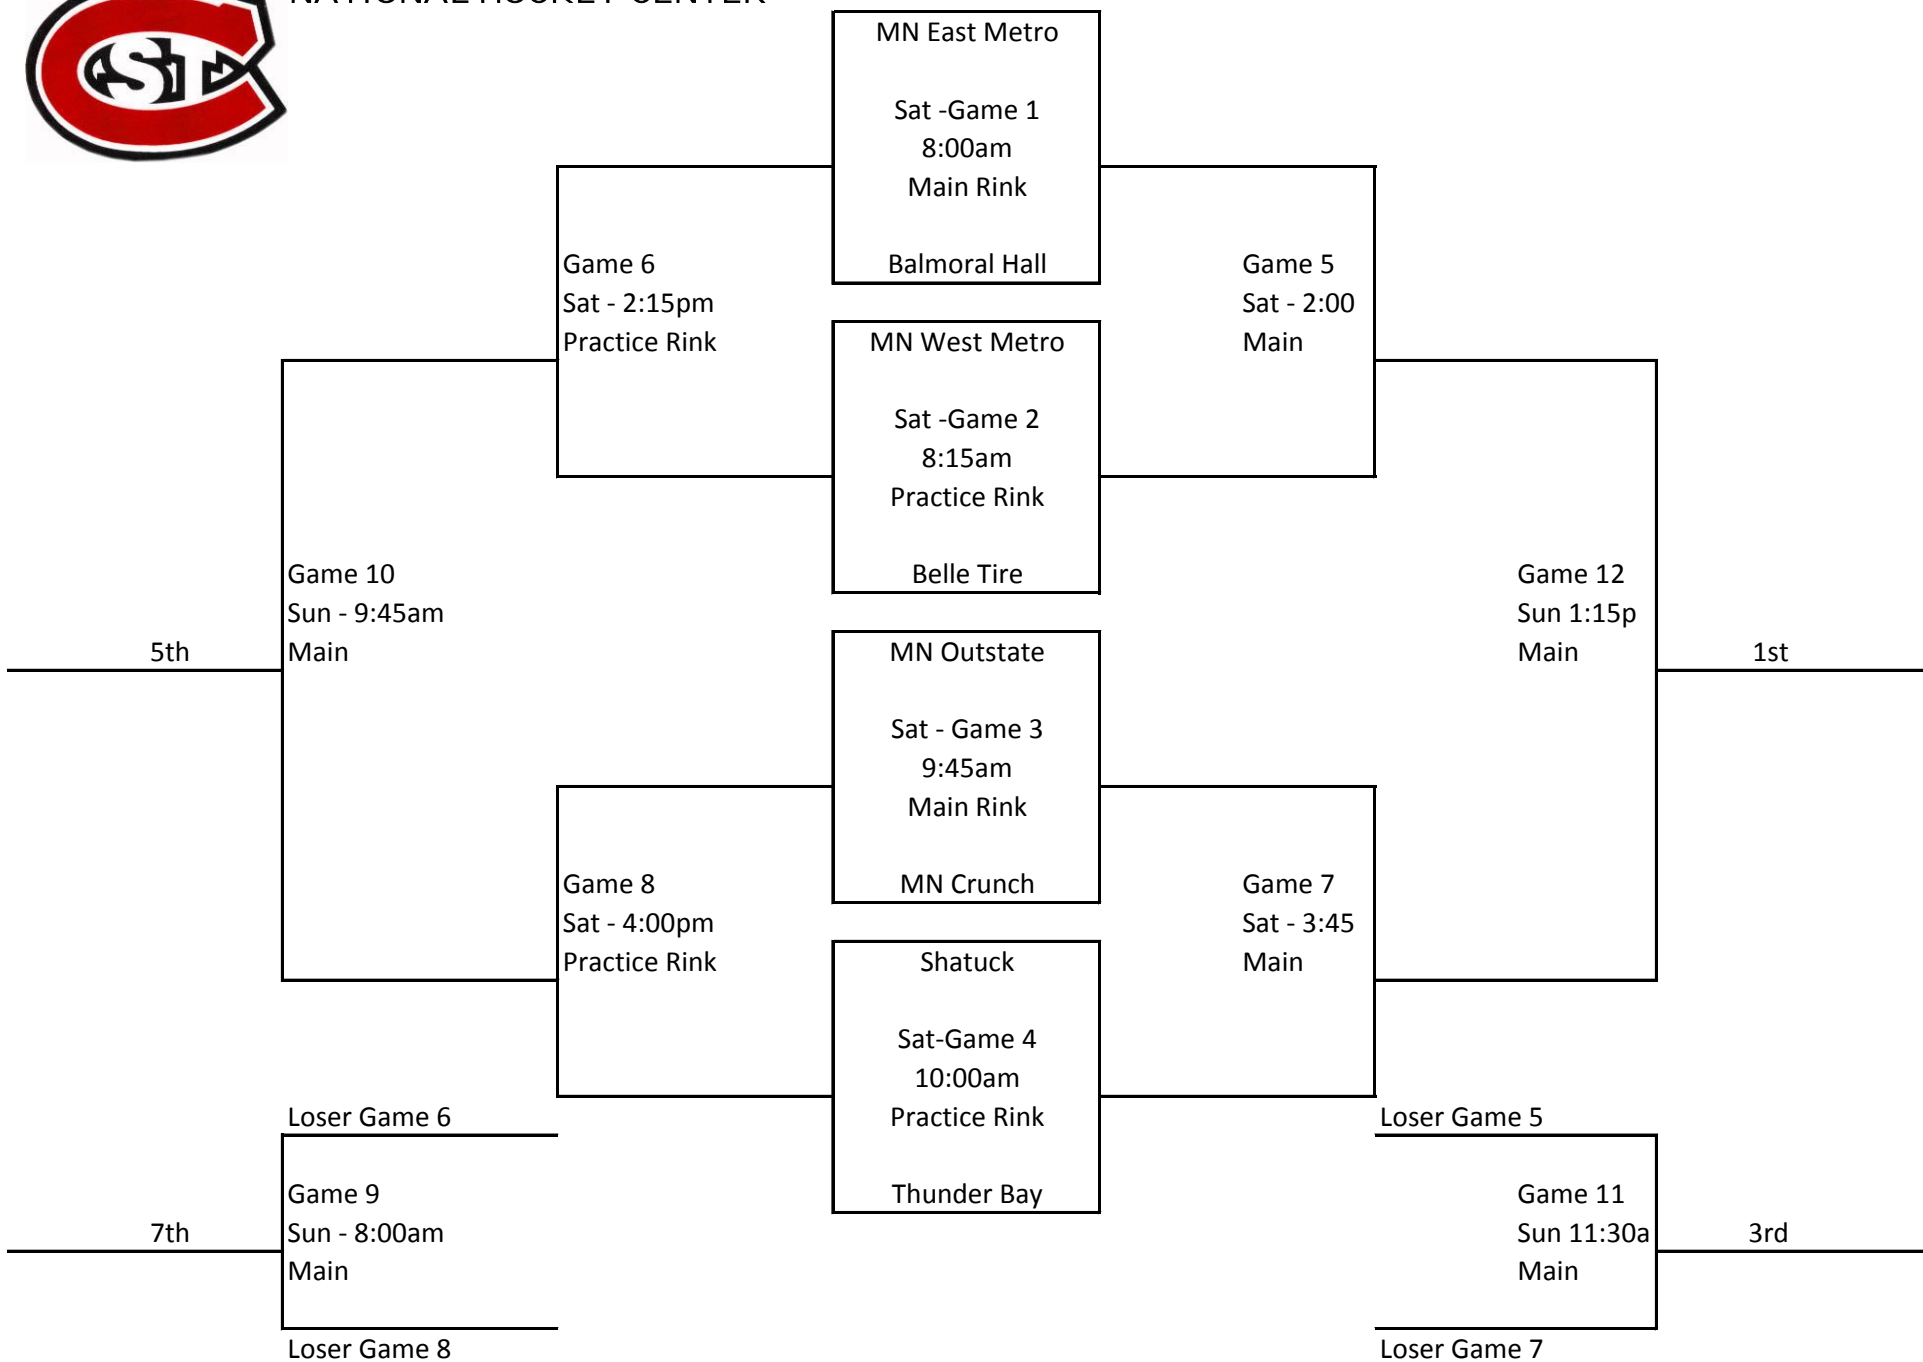 NATIONAL HOCKEY CENTER
ST
C
MN East Metro
Sat -Game 1
8:00am
Main Rink
Balmoral Hall
Game 6
Sat - 2:15pm
Practice Rink
Game 5
Sat - 2:00
Main
MN West Metro
Sat -Game 2
8:15am
Practice Rink
Belle Tire
Game 10
Sun - 9:45am
Main
5th
Game 12
Sun 1:15p
Main
1st
MN Outstate
Sat - Game 3
9:45am
Main Rink
MN Crunch
Game 8
Sat - 4:00pm
Practice Rink
Game 7
Sat - 3:45
Main
Shatuck
Sat-Game 4
10:00am
Practice Rink
Thunder Bay
Loser Game 6
Game 9
Sun - 8:00am
Main
7th
Loser Game 8
Loser Game 5
Game 11
Sun 11:30a
Main
3rd
Loser Game 7